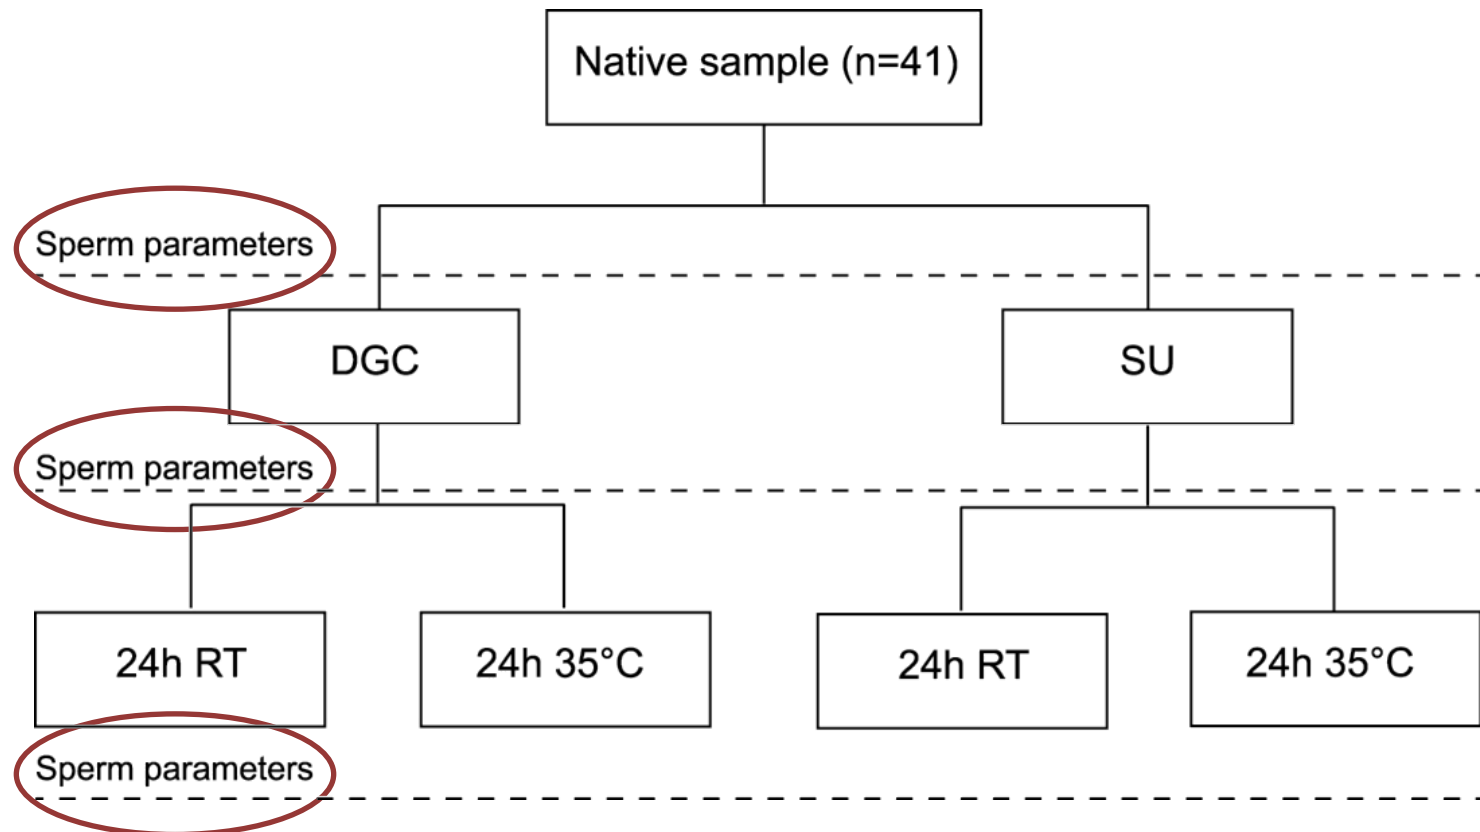 Native sample (n=41)
Sperm parameters
DGC
SU
Sperm parameters
24h RT
24h 35°C
24h RT
24h 35°C
Sperm parameters